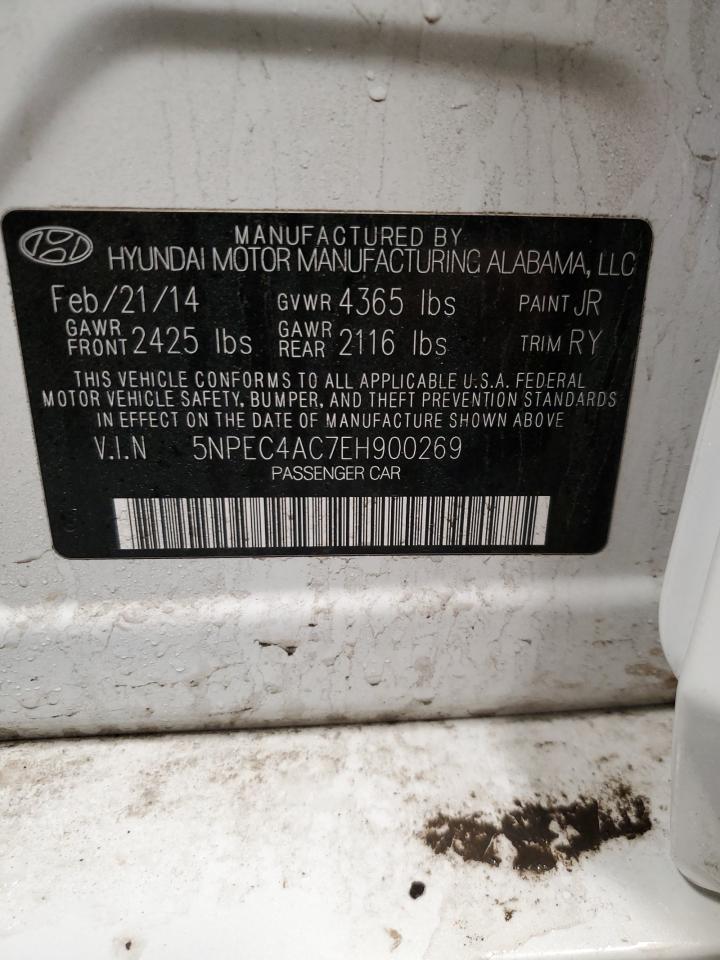 MANUFACTURED BY
HYUNDAI MOTOR MANUFACTURING ALABAMA, LLC
Feb/21/14 GVWR 4365 lbs PAINT JR
GAWR FRONT 2425 lbs GAWR REAR 2116 lbs TRIM RY
THIS VEHICLE CONFORMS TO ALL APPLICABLE U.S.A. FEDERAL
MOTOR VEHICLE SAFETY, BUMPER, AND THEFT PREVENTION STANDARDS
IN EFFECT ON THE DATE OF MANUFACTURE SHOWN ABOVE
V.I.N 5NPEC4AC7EH900269
PASSENGER CAR